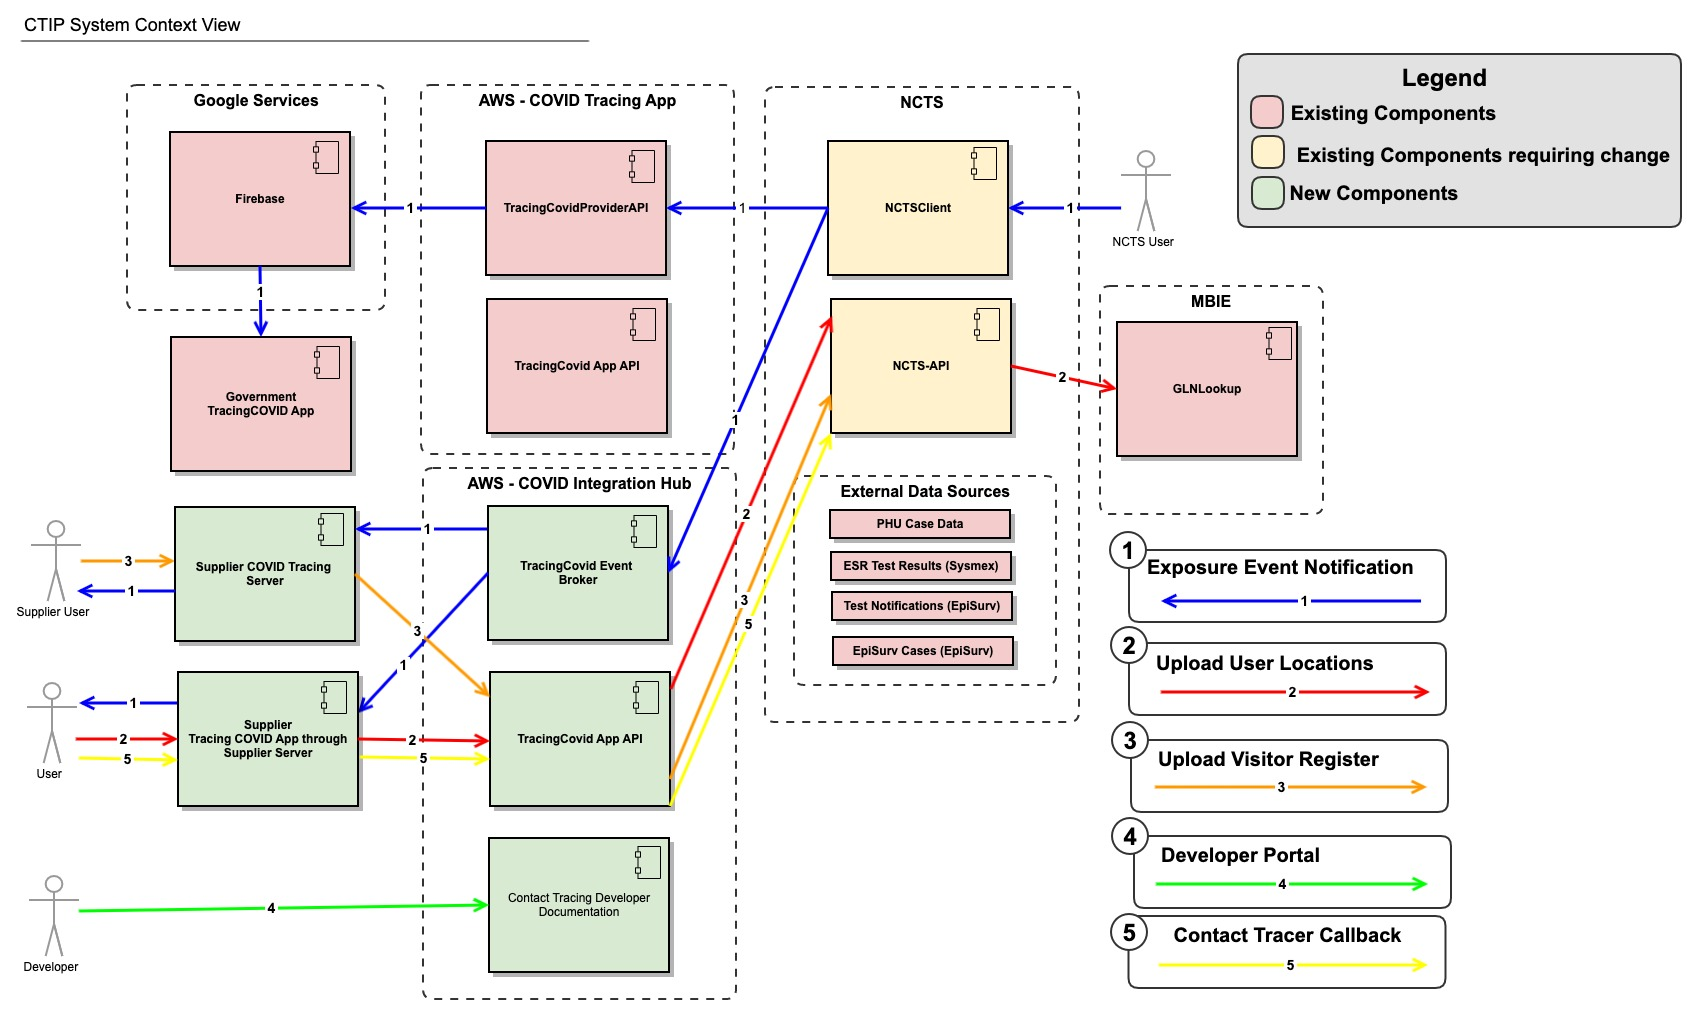 CTIP System Context View
Legend
Existing Components
Existing Components requiring change
New Components
Google Services
Firebase
1
Government
TracingCOVID App
AWS - COVID Tracing App
TracingCovidProviderAPI
TracingCovid App API
1
1
NCTS
NCTSClient
NCTS-API
1
NCTS User
2
MBIE
GLNLookup
External Data Sources
PHU Case Data
ESR Test Results (Sysmex)
Test Notifications (EpiSurv)
EpiSurv Cases (EpiSurv)
1
2
3
5
AWS - COVID Integration Hub
TracingCovid Event
Broker
TracingCovid App API
Contact Tracing Developer
Documentation
1
3
1
2
5
Supplier COVID Tracing
Server
Supplier
Tracing COVID App through
Supplier Server
3
1
Supplier User
1
2
5
User
4
Developer
1
Exposure Event Notification
1
2
Upload User Locations
2
3
Upload Visitor Register
3
4
Developer Portal
4
5
Contact Tracer Callback
5